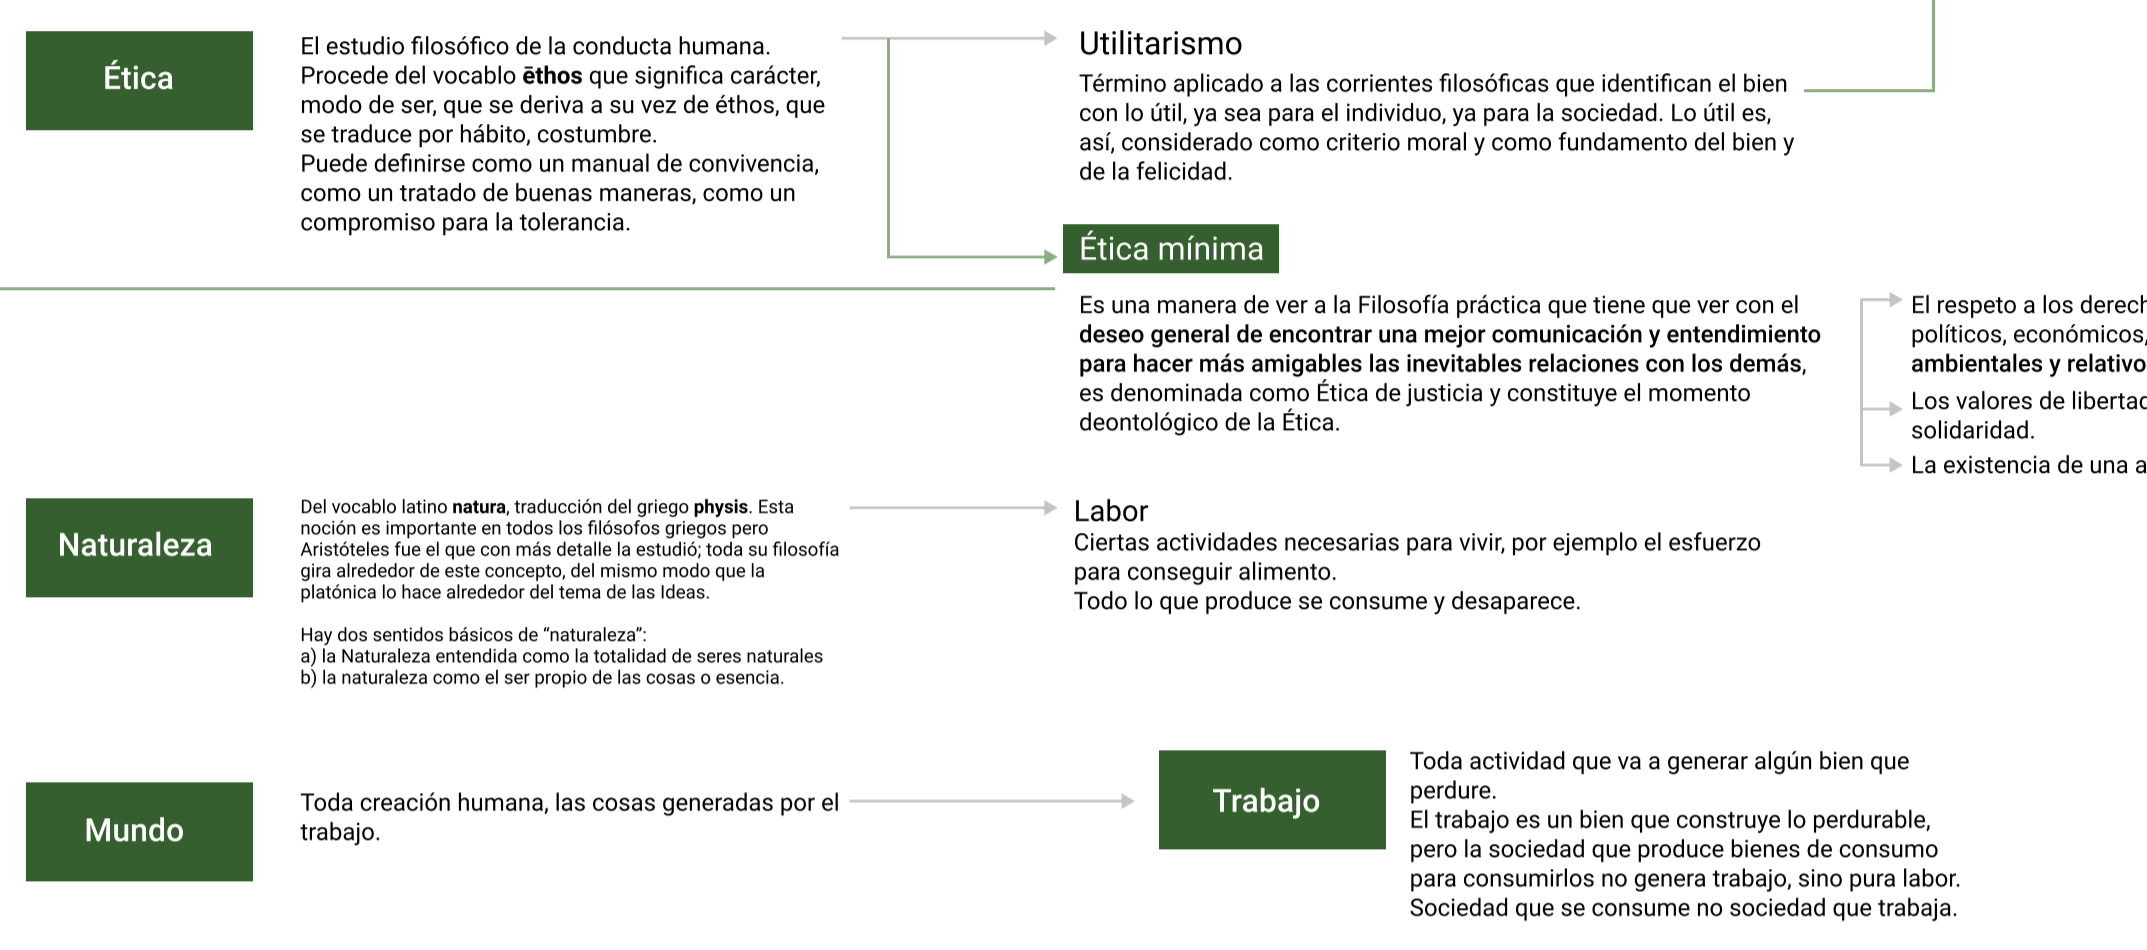 Ética
El estudio filosófico de la conducta humana.
Procede del vocablo ēthos que significa carácter,
modo de ser, que se deriva a su vez de éthos, que
se traduce por hábito, costumbre.
Puede definirse como un manual de convivencia,
como un tratado de buenas maneras, como un
compromiso para la tolerancia.
Utilitarismo
Término aplicado a las corrientes filosóficas que identifican el bien
con lo útil, ya sea para el individuo, ya para la sociedad. Lo útil es,
así, considerado como criterio moral y como fundamento del bien y
de la felicidad.
Ética mínima
Es una manera de ver a la Filosofía práctica que tiene que ver con el
deseo general de encontrar una mejor comunicación y entendimiento
para hacer más amigables las inevitables relaciones con los demás,
es denominada como Ética de justicia y constituye el momento
deontológico de la Ética.
El respeto a los
políticos, económicos,
ambientales y
Los valores de
solidaridad.
La existencia de una
Naturaleza
Del vocablo latino natura, traducción del griego physis. Esta
noción es importante en todos los filósofos griegos pero
Aristóteles fue el que con más detalle la estudió; toda su filosofía
gira alrededor de este concepto, del mismo modo que la
platónica lo hace alrededor del tema de las Ideas.
Hay dos sentidos básicos de “naturaleza”:
a) la Naturaleza entendida como la totalidad de seres naturales
b) la naturaleza como el ser propio de las cosas o esencia.
Labor
Ciertas actividades necesarias para vivir, por ejemplo el esfuerzo
para conseguir alimento.
Todo lo que produce se consume y desaparece.
Mundo
Toda creación humana, las cosas generadas por el
trabajo.
Trabajo
Toda actividad que va a generar algún bien que
perdure.
El trabajo es un bien que construye lo perdurable,
pero la sociedad que produce bienes de consumo
para consumirlos no genera trabajo, sino pura labor.
Sociedad que se consume no sociedad que trabaja.